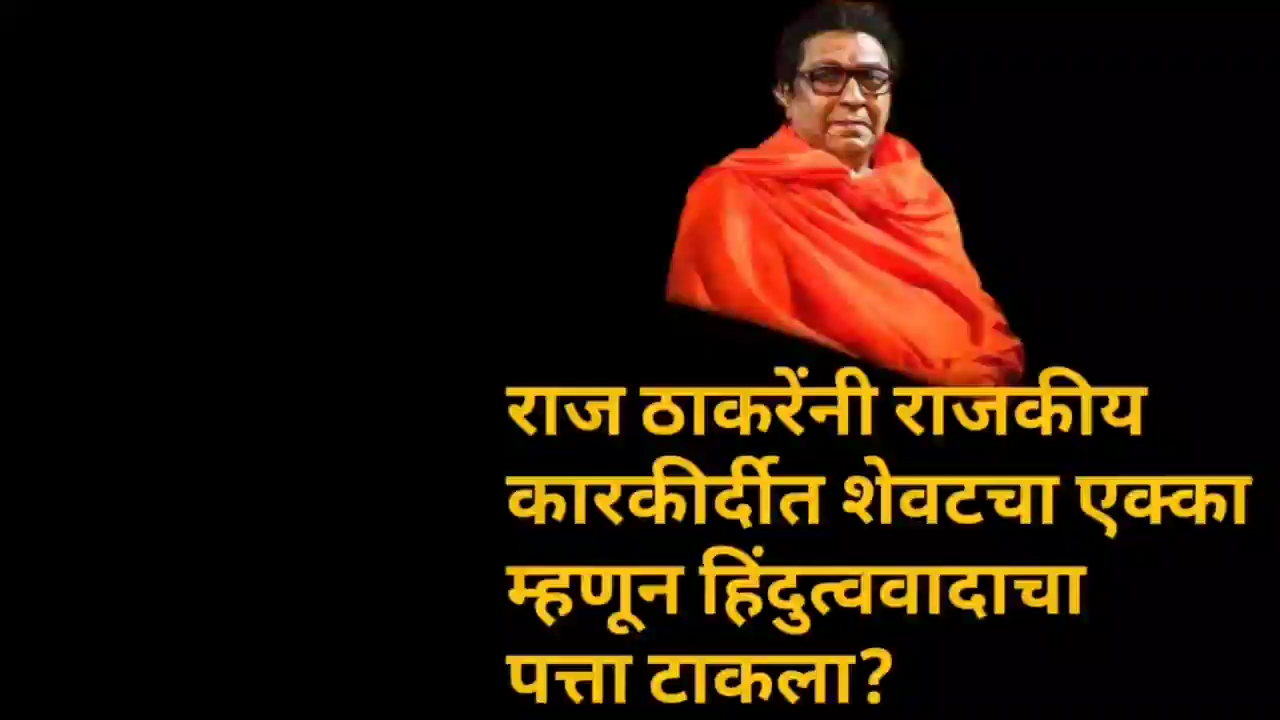 राज ठाकरेंनी राजकीय
कारकीर्दीत शेवटचा एक्का
म्हणून हिंदुत्ववादाचा
पत्ता टाकला?